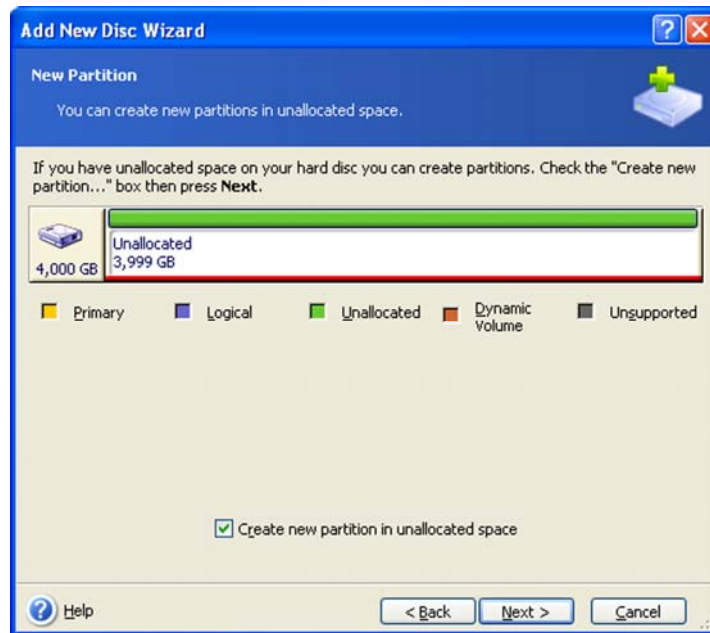 Add New Disc Wizard
New Partition
You can create new partitions in unallocated space.
If you have unallocated space on your hard disc you can create partitions. Check the "Create new
partition..." box then press Next.
Unallocated
4,000 GB 3,999 GB
Primary Logical Unallocated Dynamic Volume Unsupported
Create new partition in unallocated space
Help < Back Next > Cancel